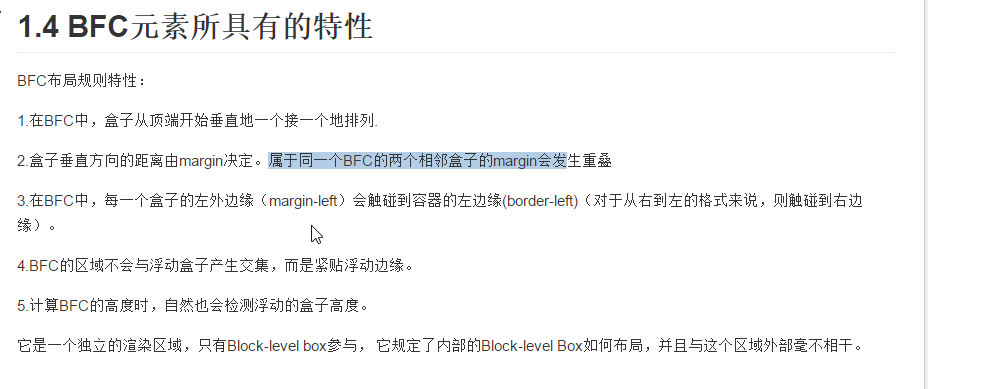 1.4 BFC元素所具有的特性
BFC布局规则特性：
1.在BFC中，盒子从顶端开始垂直地一个接一个地排列.
2.盒子垂直方向的距离由margin决定。属于同一个BFC的两个相邻盒子的margin会发生重叠
3.在BFC中，每一个盒子的左外边缘（margin-left）会触碰到容器的左边缘(border-left)（对于从右到左的格式来说，则触碰到右边
缘）。
4.BFC的区域不会与浮动盒子产生交集，而是紧贴浮动边缘。
5.计算BFC的高度时，自然也会检测浮动的盒子高度。
它是一个独立的渲染区域，只有Block-level box参与， 它规定了内部的Block-level Box如何布局，并且与这个区域外部毫不相干。